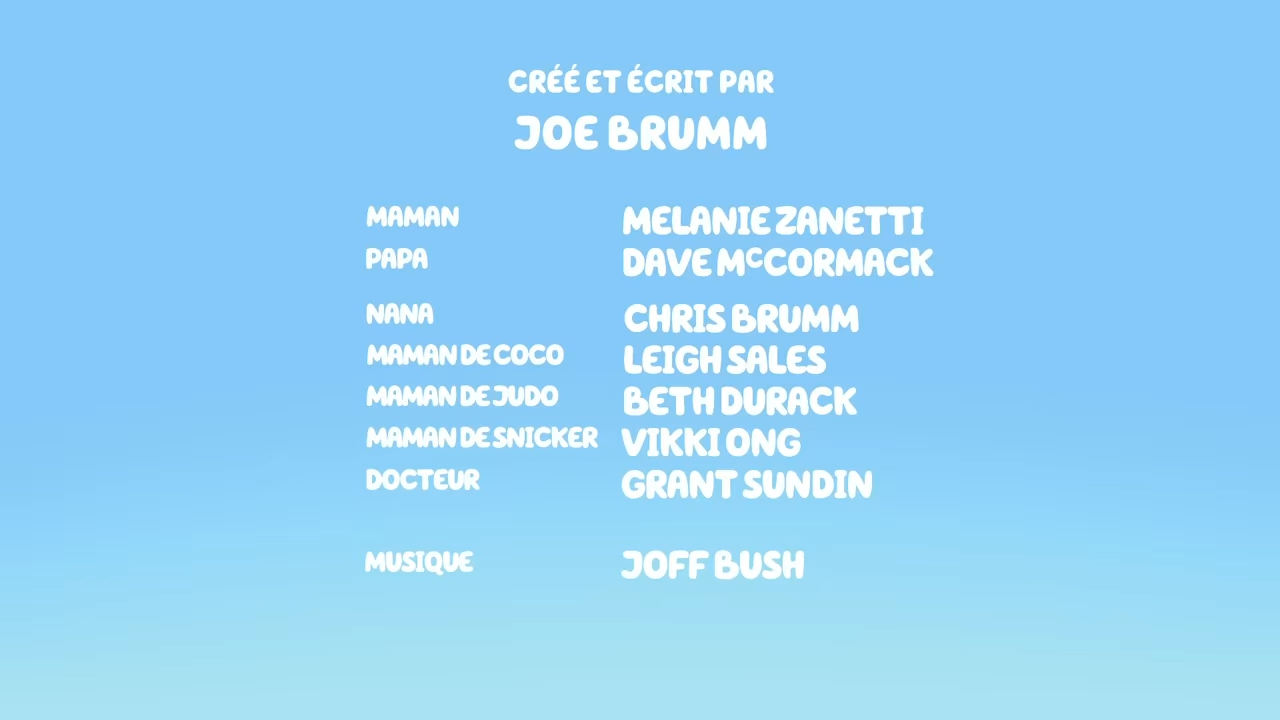 CRÉÉ ET ÉCRIT PAR
JOE BRUMM
MAMAN MELANIE ZANETTI
PAPA DAVE McCORMACK
NANA CHRIS BRUMM
MAMAN DE COCO LEIGH SALES
MAMAN DE JUDO BETH DURACK
MAMAN DE SNICKER VIKKI ONG
DOCTEUR GRANT SUNDIN
MUSIQUE JOFF BUSH